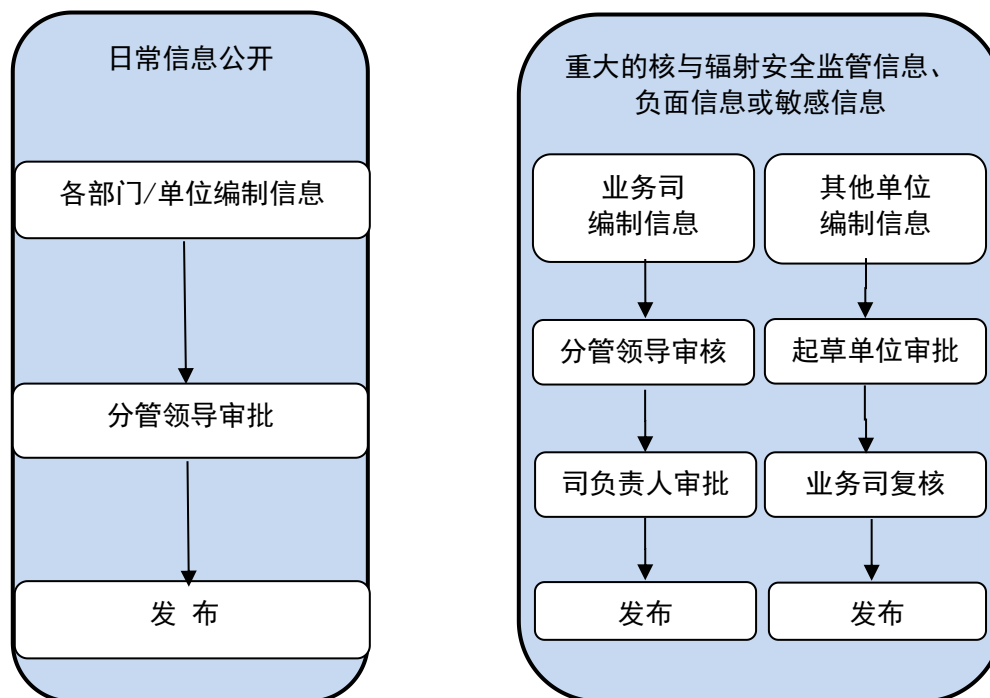 日常信息公开
各部门/单位编制信息
分管领导审批
发 布
重大的核与辐射安全监管信息、
负面信息或敏感信息
业务司
编制信息
分管领导审核
司负责人审批
发布
其他单位
编制信息
起草单位审批
业务司复核
发布